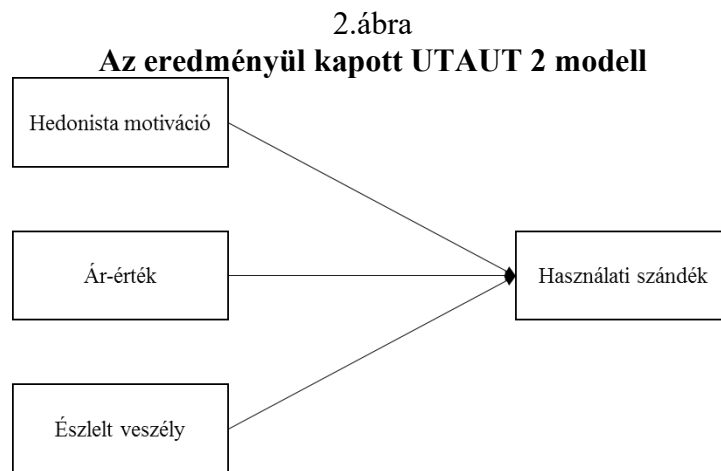 2.ábra
Az eredményül kapott UTAUT 2 modell
Hedonista motiváció
Ár-érték
Használati szándék
Észlelt veszély